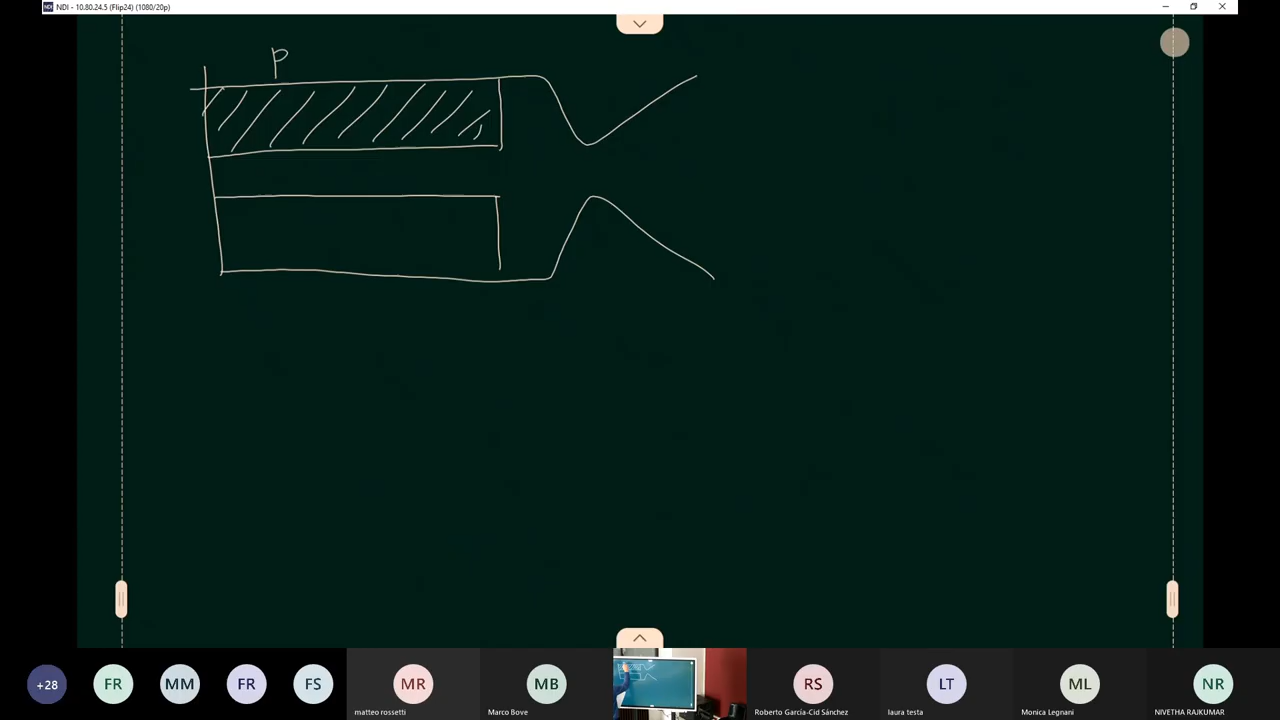 NDI - 10.80.24.5 (Flip24) (1080/20p)
P
+28
FR
MM
FR
FS
MR
MB
RS
LT
ML
NR
matteo rossetti
Marco Bove
Roberto García-Cid Sánchez
laura testa
Monica Legnani
NIVETHA RAJKUMAR